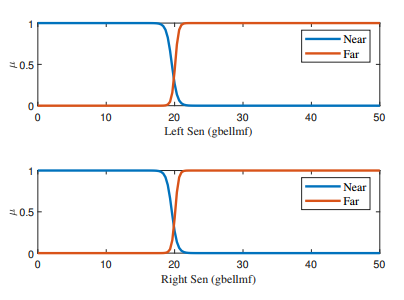 1
Near
Far
0.5
μ
0
0 10 20 30 40 50
Left Sen (gbellmf)
1
Near
Far
0.5
μ
0
0 10 20 30 40 50
Right Sen (gbellmf)